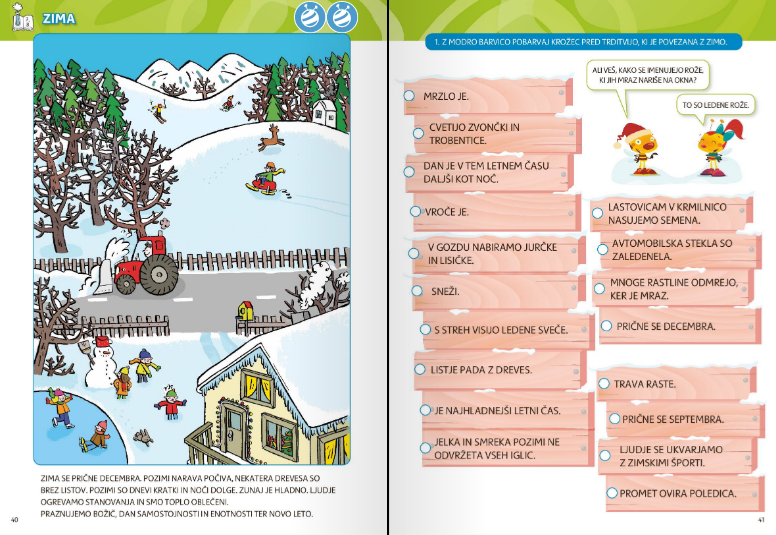 ZIMA
ZIMA SE PRIČNE DECEMBRA. POZIMI NARAVA POČIVA, NEKATERA DREVESA SO
BREZ LISTOV. POZIMI SO DNEVI KRATKI IN NOČI DOLGE. ZUNAJ JE HLADNO. LJUDJE
OGREVAMO STANOVANJA IN SMO TOPLO OBLEČENI.
PRAZNUJEMO BOŽIČ, DAN SAMOSTOJNOSTI IN ENOTNOSTI TER NOVO LETO.
40
1. Z MODRO BARVICO POBARVAJ KROŽEC PRED TRDITVIJO, KI JE POVEZANA Z ZIMO.
MRZLO JE.
CVETIJO ZVONČKI IN
TROBENTICE.
DAN JE V TEM LETNEM ČASU
DALJŠI KOT NOČ.
VROČE JE.
V GOZDU NABIRAMO JURČKE
IN LISIČKE.
SNEŽI.
S STREH VISIJO LEDENE SVEČE.
LISTJE PADA Z DREVES.
JE NAJHLADNEJŠI LETNI ČAS.
JELKA IN SMREKA POZIMI NE
ODVRŽETA VSEH IGLIC.
ALI VEŠ, KAKO SE IMENUJEJO ROŽE,
KI JIH MRAZ NARIŠE NA OKNA?
TO SO LEDENE ROŽE.
LASTOVICAM V KRMILNICO
NASUJEMO SEMENA.
AVTOMOBILSKA STEKLA SO
ZALEDENELA.
MNOGE RASTLINE ODMREJO,
KER JE MRAZ.
PRIČNE SE DECEMBRA.
TRAVA RASTE.
PRIČNE SE SEPTEMBRA.
LJUDJE SE UKVARJAMO
Z ZIMSKIMI ŠPORTI.
PROMET OVIRA POLEDICA.
41